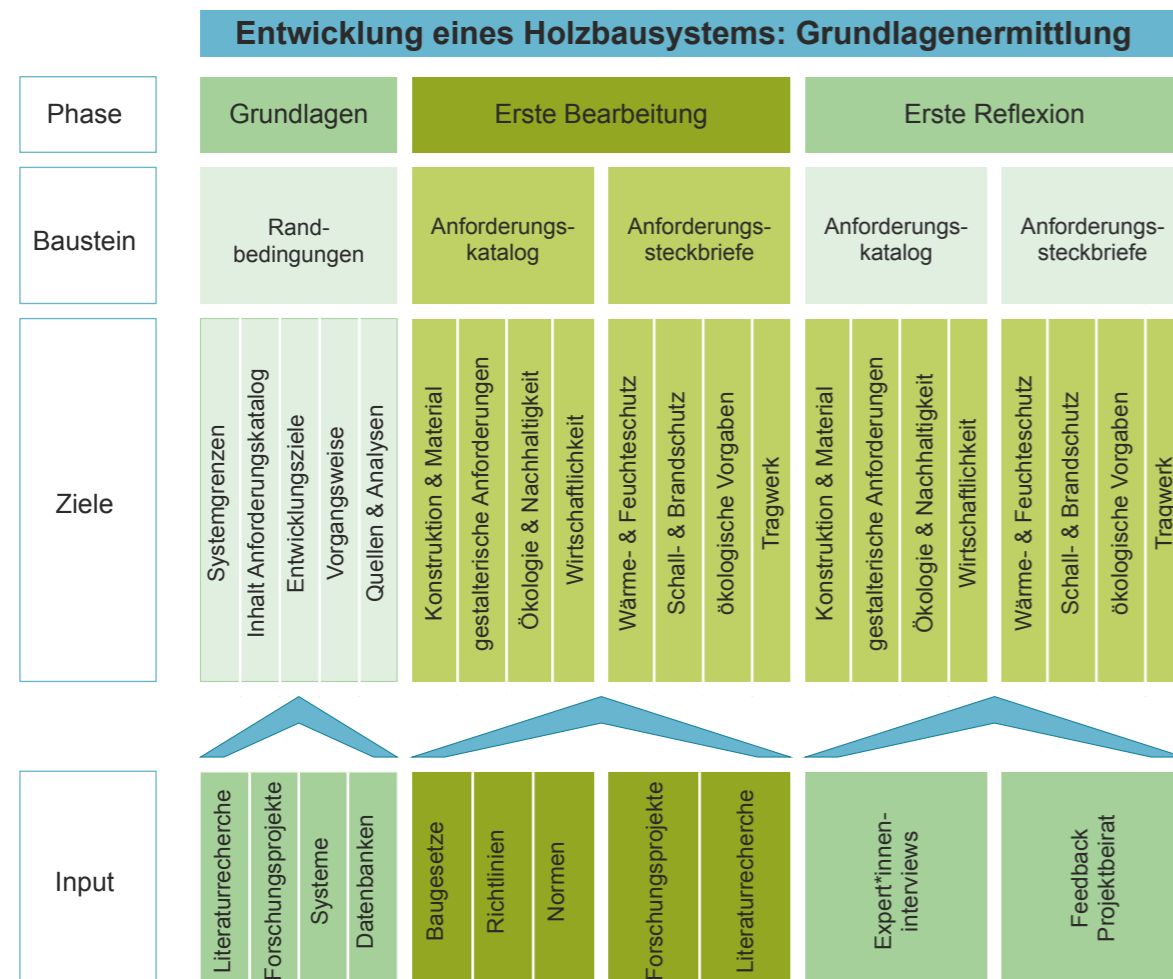 Entwicklung eines Holzbausystems: Grundlagenermittlung
Phase
Grundlagen
Erste Bearbeitung
Erste Reflexion
Baustein
Rand-
bedingungen
Anforderungs-
katalog
Anforderungs-
steckbriefe
Anforderungs-
katalog
Anforderungs-
steckbriefe
Ziele
Systemgrenzen
Inhalt Anforderungskatalog
Entwicklungsziele
Vorgangsweise
Quellen & Analysen
Konstruktion & Material
gestalterische Anforderungen
Ökologie & Nachhaltigkeit
Wirtschaftlichkeit
Wärme- & Feuchteschutz
Schall- & Brandschutz
ökologische Vorgaben
Tragwerk
Konstruktion & Material
gestalterische Anforderungen
Ökologie & Nachhaltigkeit
Wirtschaftlichkeit
Wärme- & Feuchteschutz
Schall- & Brandschutz
ökologische Vorgaben
Tragwerk
Input
Literaturrecherche
Forschungsprojekte
Systeme
Datenbanken
Baugesetze
Richtlinien
Normen
Forschungsprojekte
Literaturrecherche
Expert*innen-
interviews
Feedback
Projektbeirat